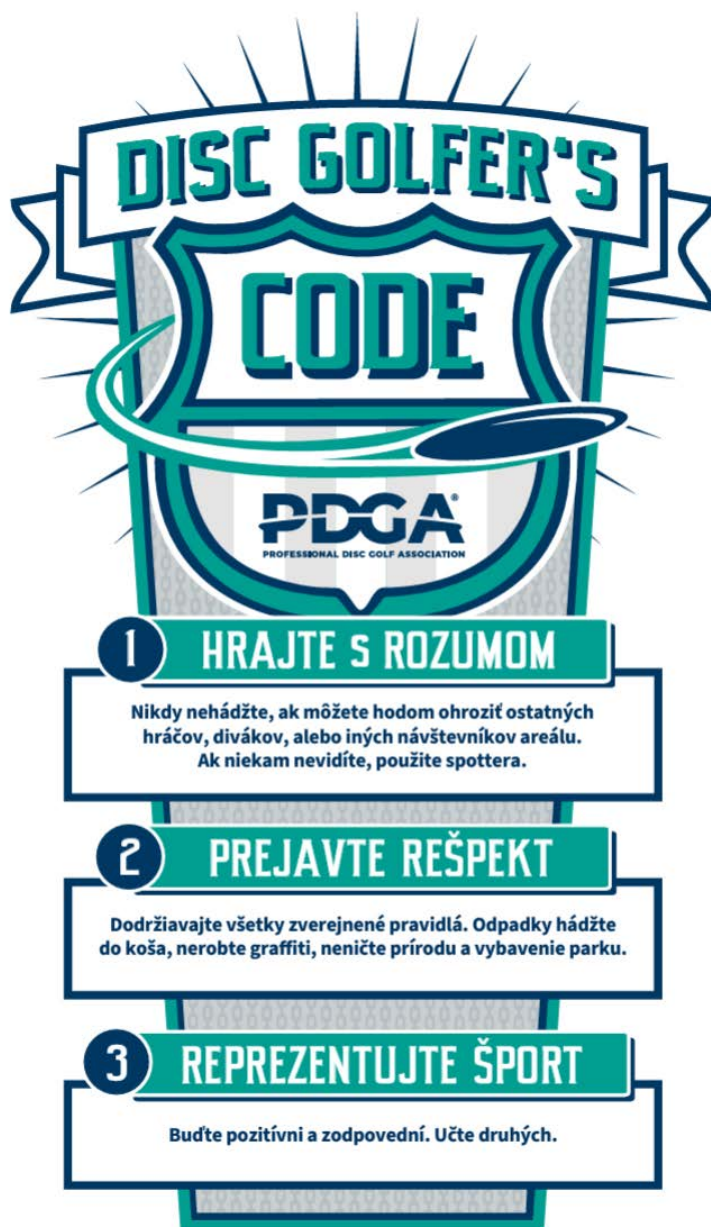 DISC GOLFER'S
CODE
PDGA®
PROFESSIONAL DISC GOLF ASSOCIATION
1 HRAJTE S ROZUMOM
Nikdy nehádžte, ak môžete hodom ohroziť ostatných
hráčov, divákov, alebo iných návštevníkov areálu.
Ak niekam nevidíte, použite spottera.
2 PREJAVTE REŠPEKT
Dodržiavajte všetky zverejnené pravidlá. Odpadky hádžte
do koša, nerobte graffiti, neničte prírodu a vybavenie parku.
3 REPREZENTUJTE ŠPORT
Buďte pozitívni a zodpovední. Učte druhých.